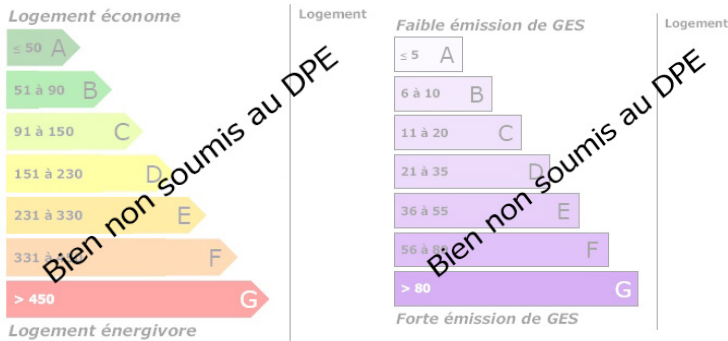 Logement économe
Logement
≤ 50 A
51 à 90 B
91 à 150 C
151 à 230 D
231 à 330 E
331 à F
> 450 G
Logement énergivore
Bien non soumis au DPE
Faible émission de GES
Logement
≤ 5 A
6 à 10 B
11 à 20 C
21 à 35 D
36 à 55 E
56 à 80 F
> 80 G
Forte émission de GES
Bien non soumis au DPE